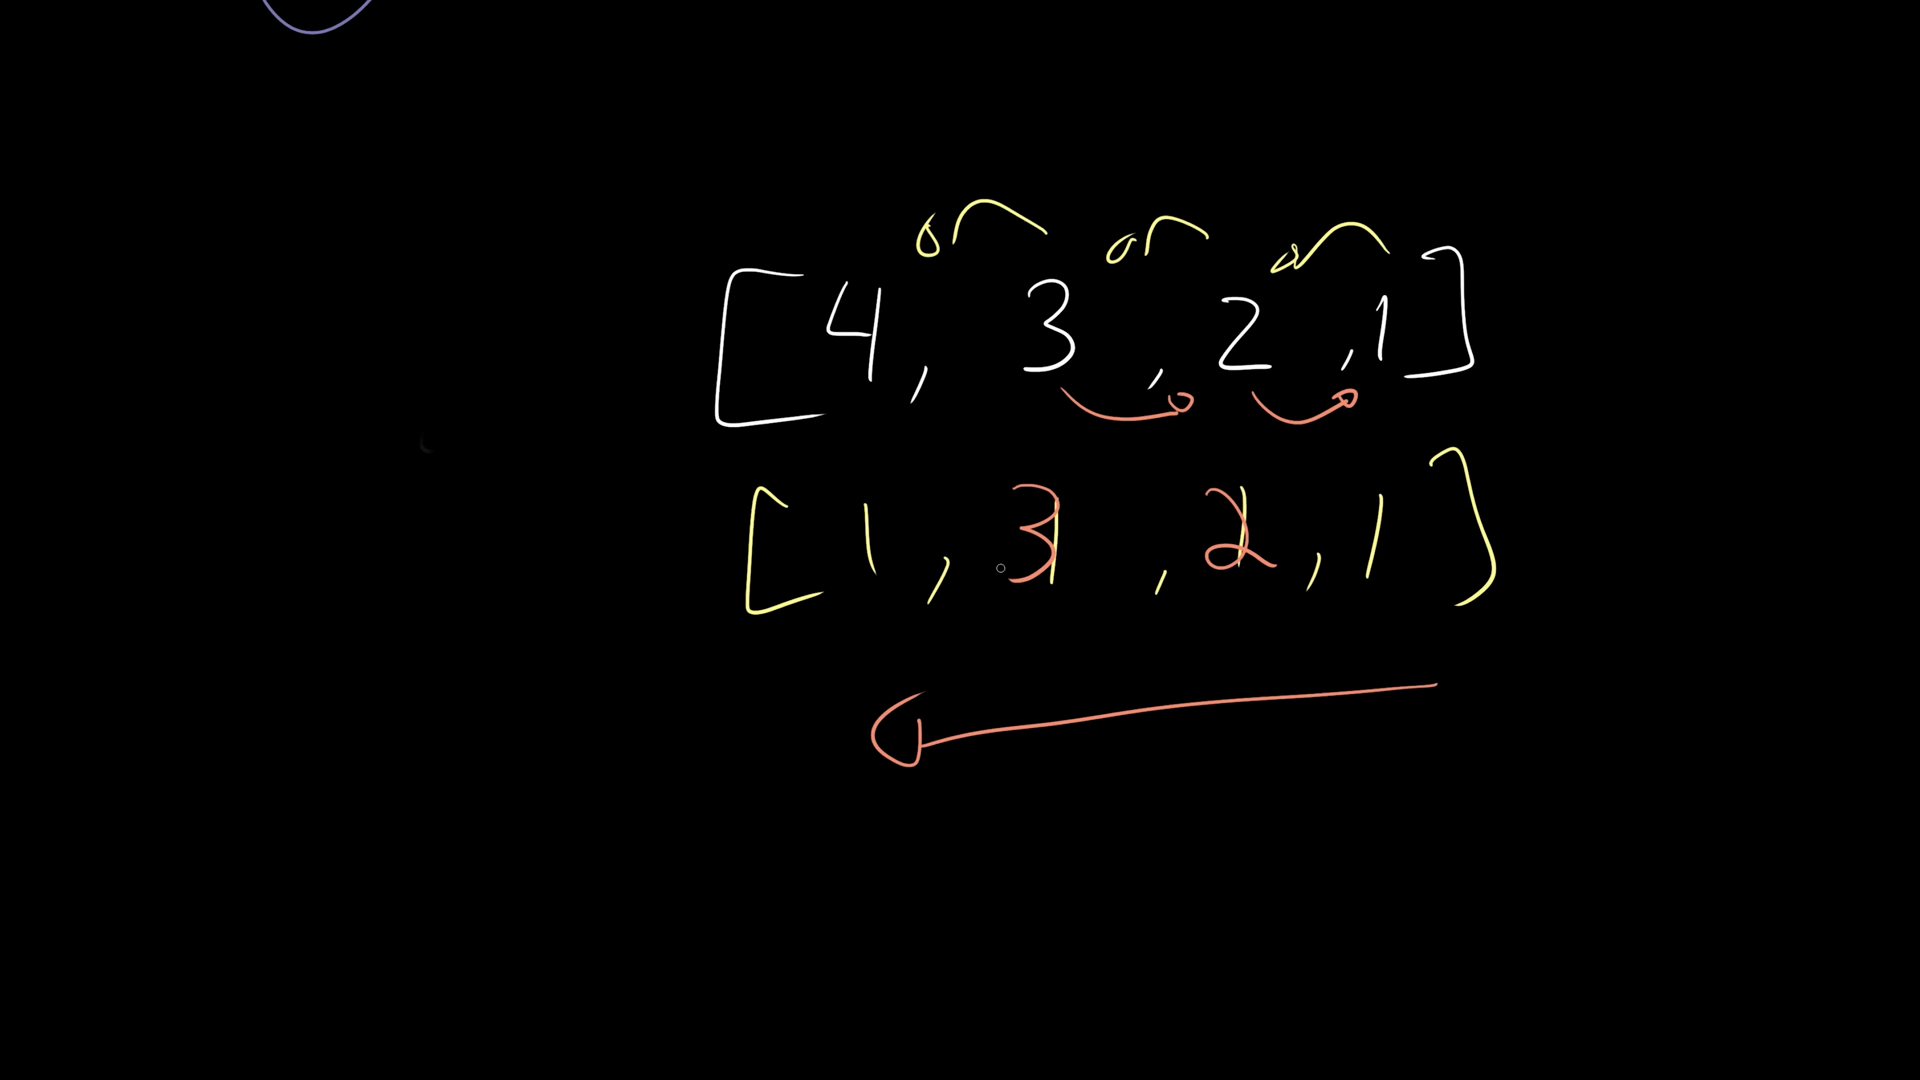 [4, 3, 2, 1]
[1, 3, 2, 1]